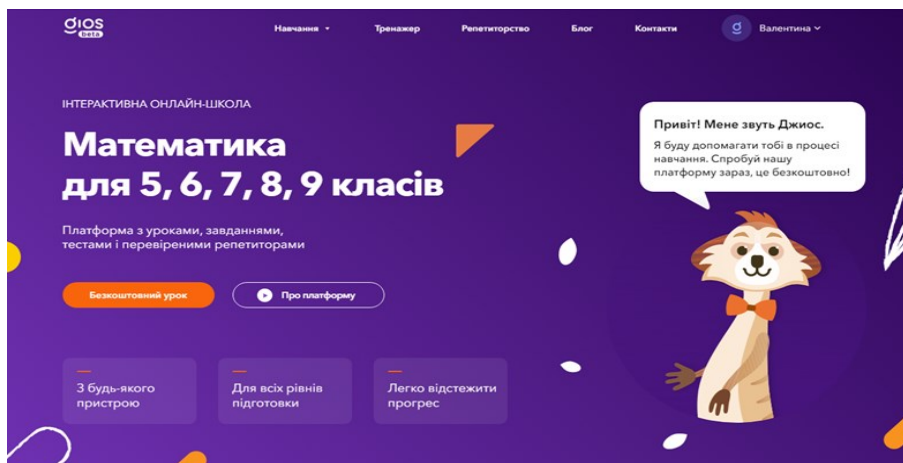 gios
beta
Навчання
Тренажер
Репетиторство
Блог
Контакти
g
Валентина
ІНТЕРАКТИВНА ОНЛАЙН-ШКОЛА
Математика
для 5, 6, 7, 8, 9 класів
Платформа з уроками, завданнями,
тестами і перевіреними репетиторами
Безкоштовний урок
Про платформу
Привіт! Мене звуть Джиос.
Я буду допомагати тобі в процесі
навчання. Спробуй нашу
платформу зараз, це безкоштовно!
З будь-якого
пристрою
Для всіх рівнів
підготовки
Легко відстежити
прогрес